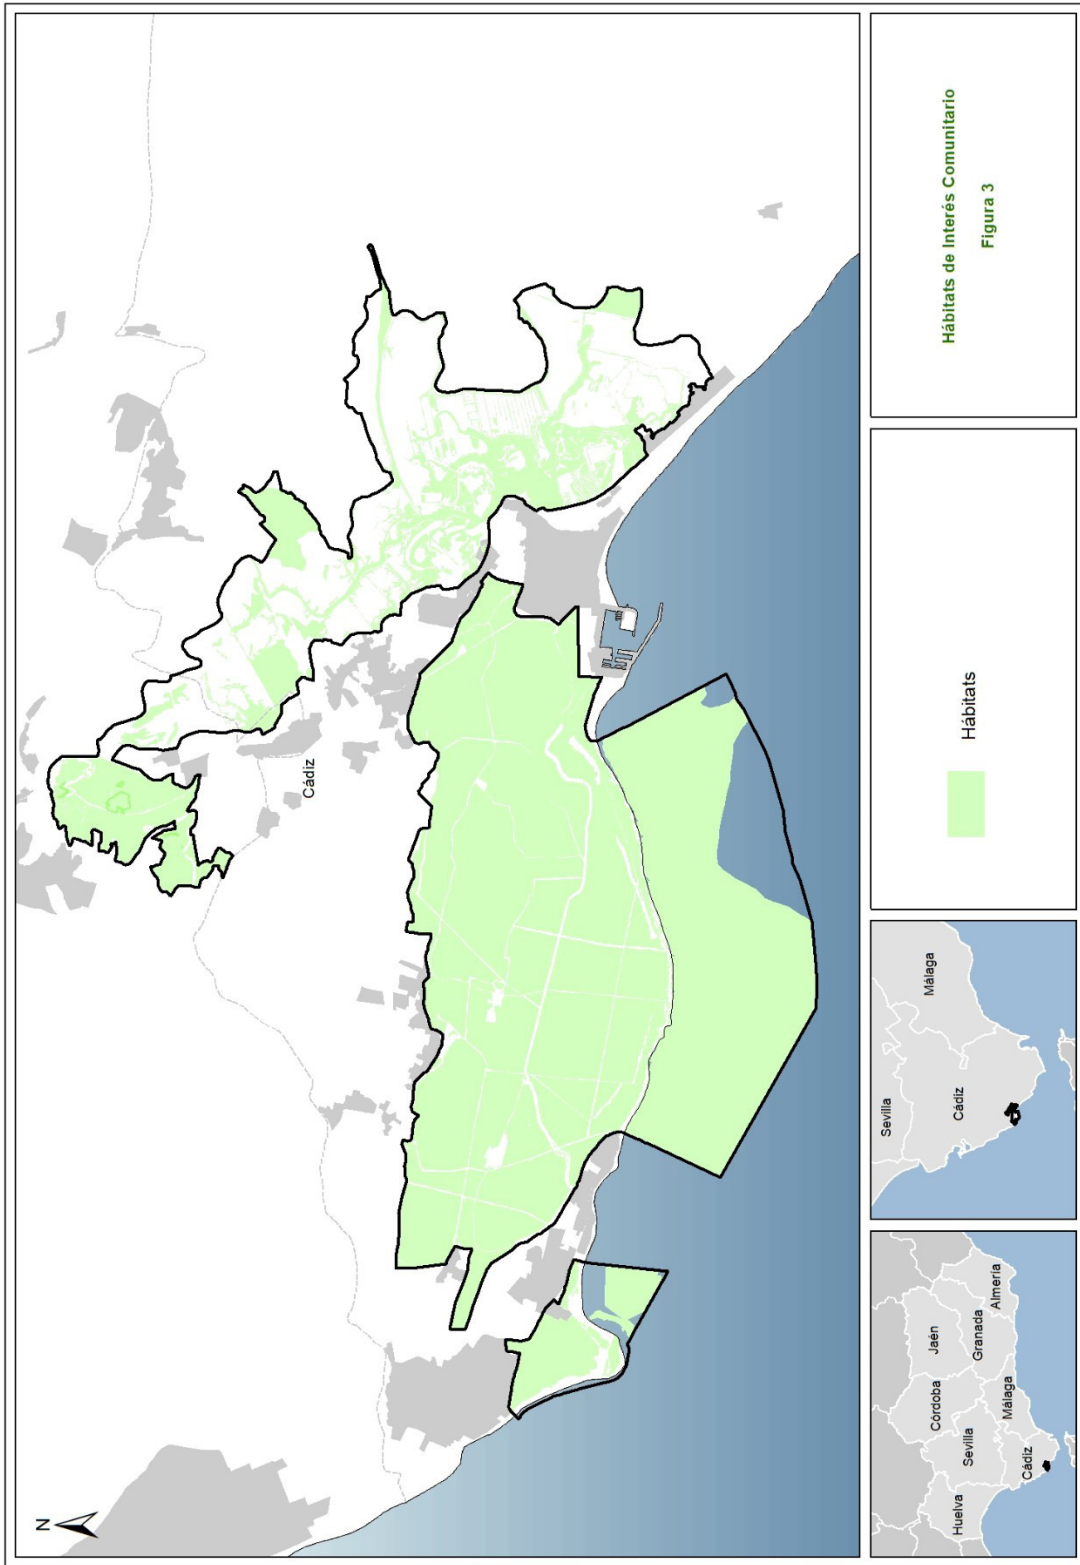 N
Cádiz
Huelva
Sevilla
Córdoba
Jaén
Cádiz
Málaga
Granada
Almería
Sevilla
Cádiz
Málaga
Hábitats
Hábitats de Interés Comunitario
Figura 3